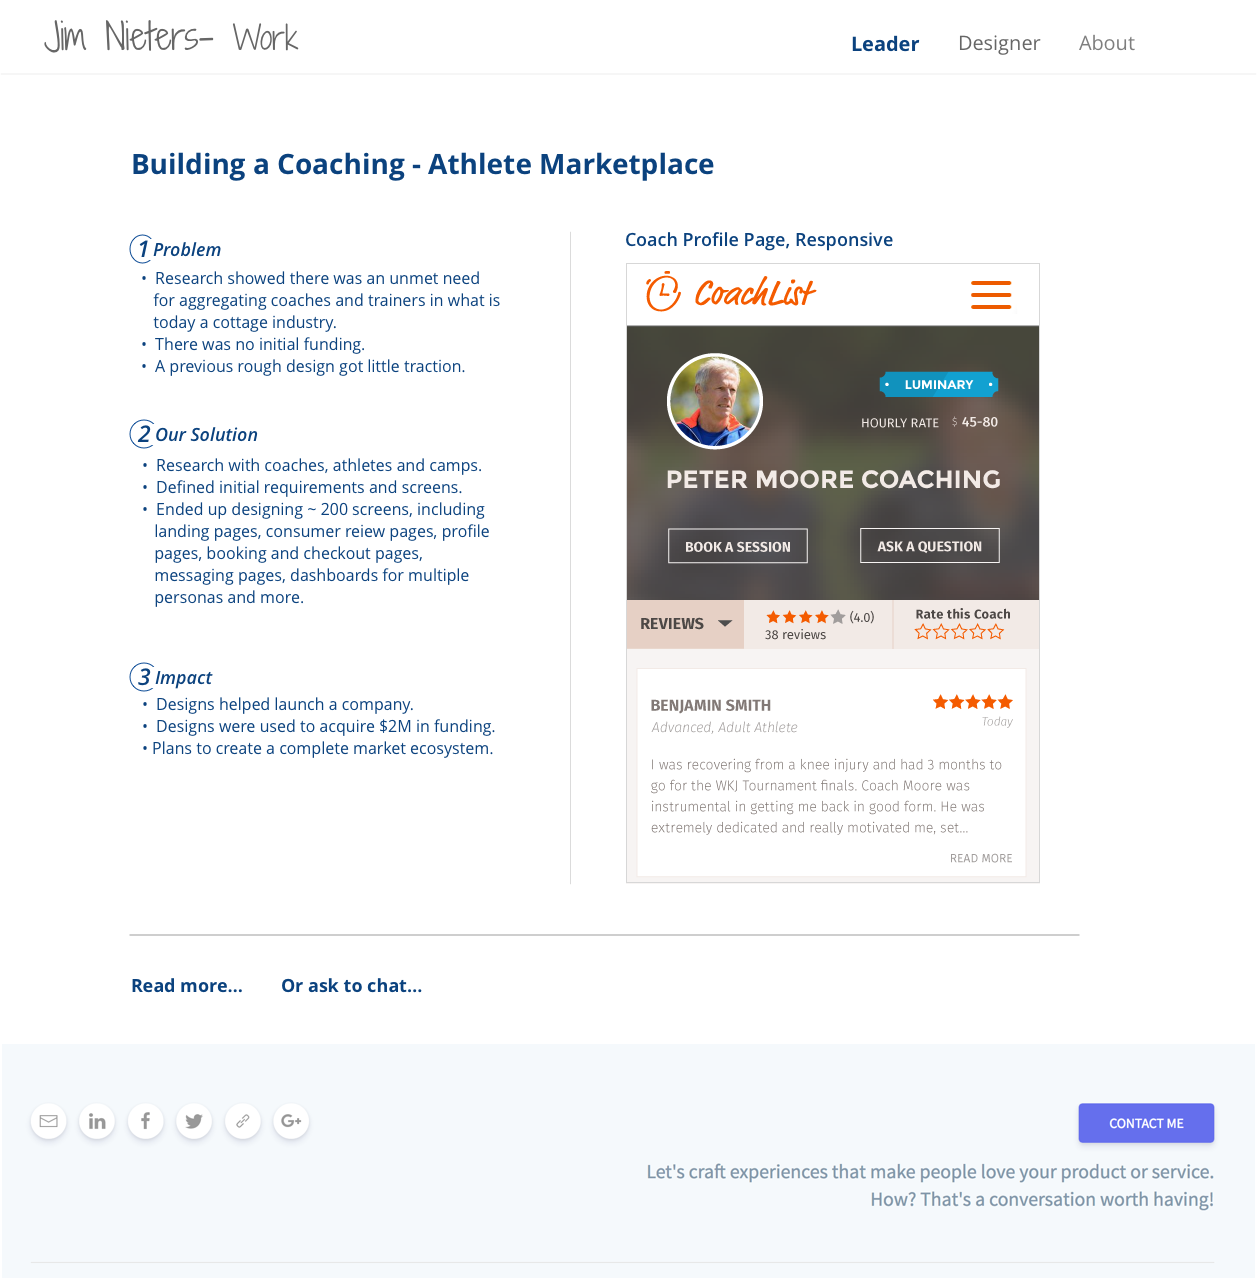 Jim Nieters- Work
Leader
Designer
About
Building a Coaching - Athlete Marketplace
1 Problem
• Research showed there was an unmet need
for aggregating coaches and trainers in what is
today a cottage industry.
• There was no initial funding.
• A previous rough design got little traction.
2 Our Solution
• Research with coaches, athletes and camps.
• Defined initial requirements and screens.
• Ended up designing ~ 200 screens, including
landing pages, consumer reiew pages, profile
pages, booking and checkout pages,
messaging pages, dashboards for multiple
personas and more.
3 Impact
• Designs helped launch a company.
• Designs were used to acquire $2M in funding.
• Plans to create a complete market ecosystem.
Coach Profile Page, Responsive
CoachList
LUMINARY
HOURLY RATE $ 45-80
PETER MOORE COACHING
BOOK A SESSION
ASK A QUESTION
REVIEWS
(4.0)
38 reviews
Rate this Coach
BENJAMIN SMITH
Advanced, Adult Athlete
Today
I was recovering from a knee injury and had 3 months to
go for the WKJ Tournament finals. Coach Moore was
instrumental in getting me back in good form. He was
extremely dedicated and really motivated me, set...
READ MORE
Read more...
Or ask to chat...
in
f
G+
CONTACT ME
Let's craft experiences that make people love your product or service.
How? That's a conversation worth having!